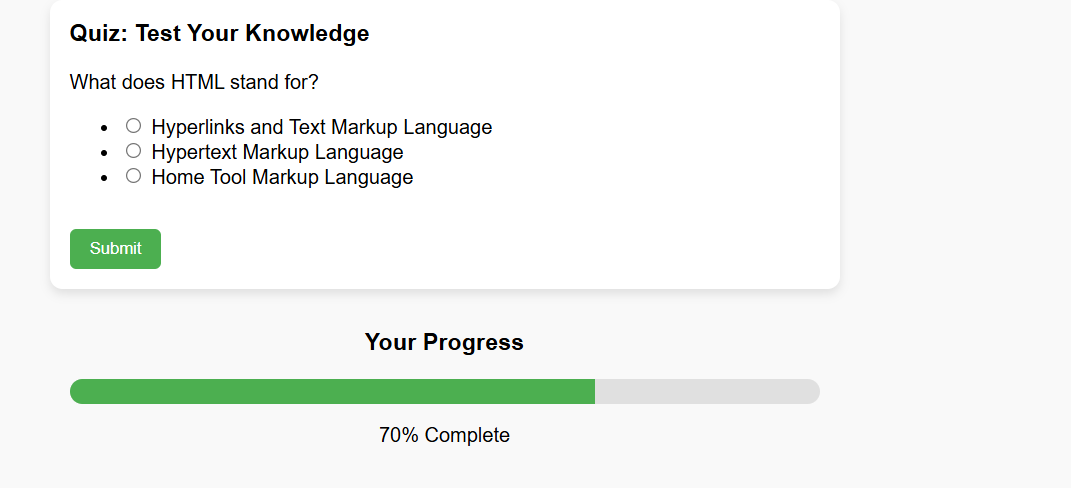 Quiz: Test Your Knowledge
What does HTML stand for?
Hyperlinks and Text Markup Language
Hypertext Markup Language
Home Tool Markup Language
Submit
Your Progress
70% Complete